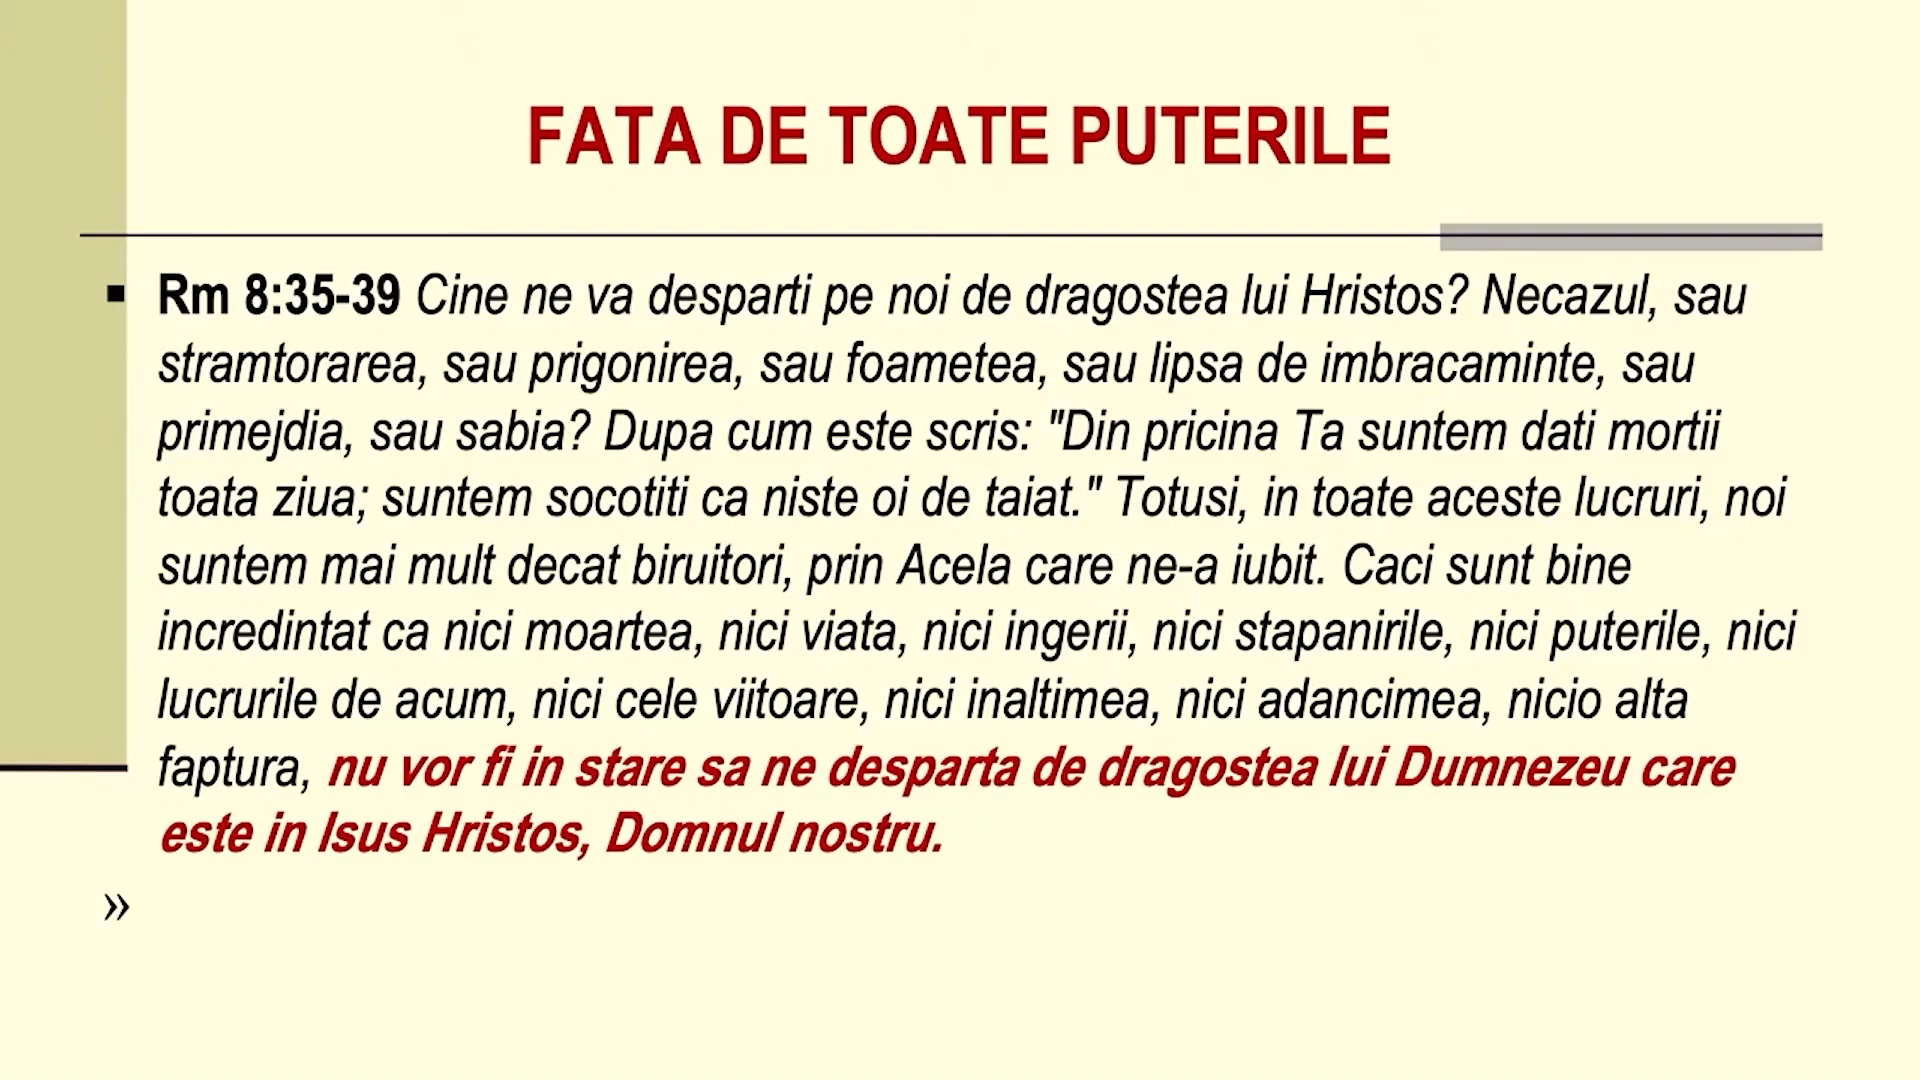 FATA DE TOATE PUTERILE
▪ Rm 8:35-39 Cine ne va desparti pe noi de dragostea lui Hristos? Necazul, sau
stramtorarea, sau prigonirea, sau foametea, sau lipsa de imbracaminte, sau
primejdia, sau sabia? Dupa cum este scris: "Din pricina Ta suntem dati mortii
toata ziua; suntem socotiti ca niste oi de taiat." Totusi, in toate aceste lucruri, noi
suntem mai mult decat biruitori, prin Acela care ne-a iubit. Caci sunt bine
incredintat ca nici moartea, nici viata, nici ingerii, nici stapanirile, nici puterile, nici
lucrurile de acum, nici cele viitoare, nici inaltimea, nici adancimea, nicio alta
faptura, nu vor fi in stare sa ne desparta de dragostea lui Dumnezeu care
este in Isus Hristos, Domnul nostru.
»